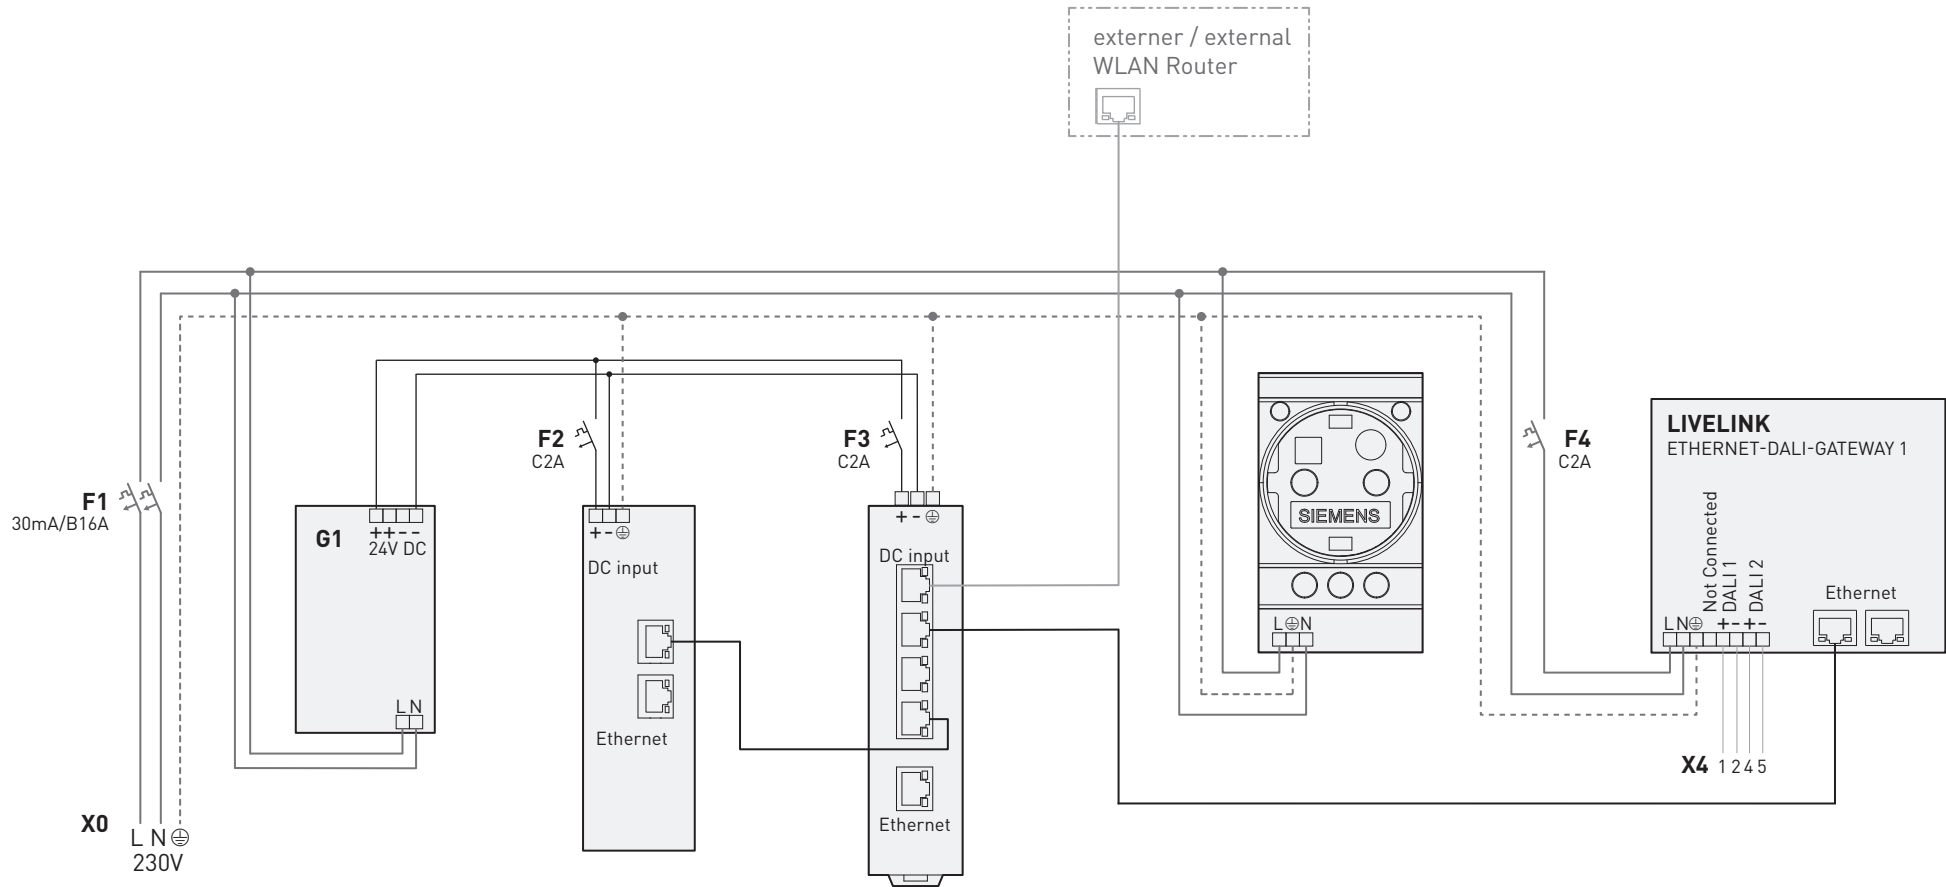 externer / external
WLAN Router
F1
30mA/B16A
F2
C2A
F3
C2A
F4
C2A
G1
++--
24V DC
L N
+-
DC input
Ethernet
+ -
DC input
Ethernet
SIEMENS
L N
LIVELINK
ETHERNET-DALI-GATEWAY 1
Not Connected
DALI 1
DALI 2
Ethernet
L N
+-+-
X4 1 2 4 5
X0
L N
230V